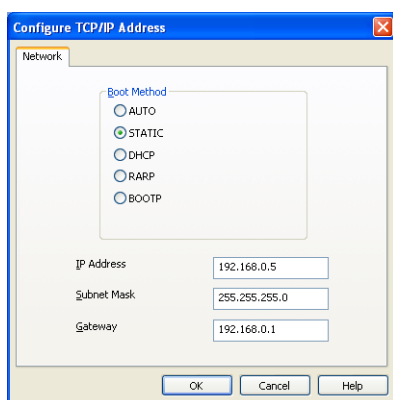 Configure TCP/IP Address
Network
Boot Method
AUTO
STATIC
DHCP
RARP
BOOTP
IP Address 192.168.0.5
Subnet Mask 255.255.255.0
Gateway 192.168.0.1
OK Cancel Help